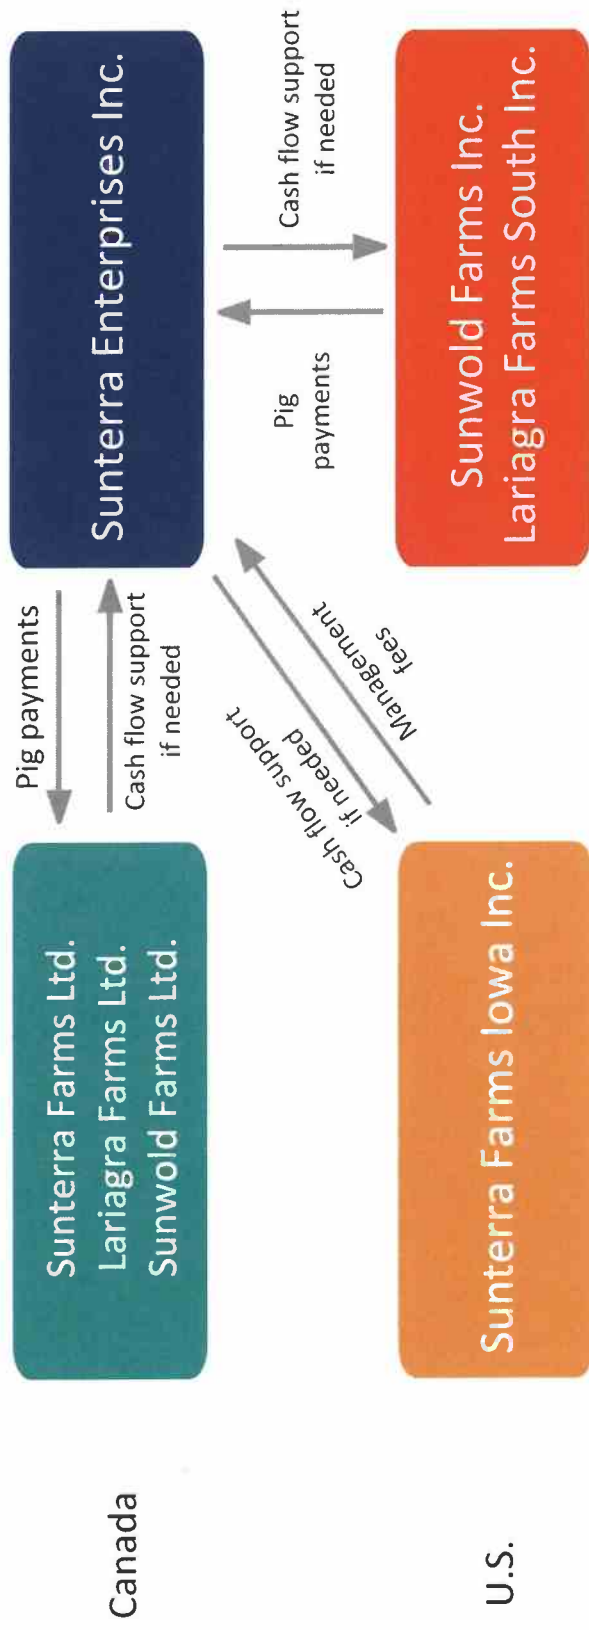 Canada
Sunterra Farms Ltd.
Lariagra Farms Ltd.
Sunwold Farms Ltd.
Pig payments
Cash flow support
if needed
Sunterra Enterprises Inc.
Cash flow support
if needed
Management
fees
Pig
payments
Cash flow support
if needed
U.S.
Sunterra Farms Iowa Inc.
Sunwold Farms Inc.
Lariagra Farms South Inc.